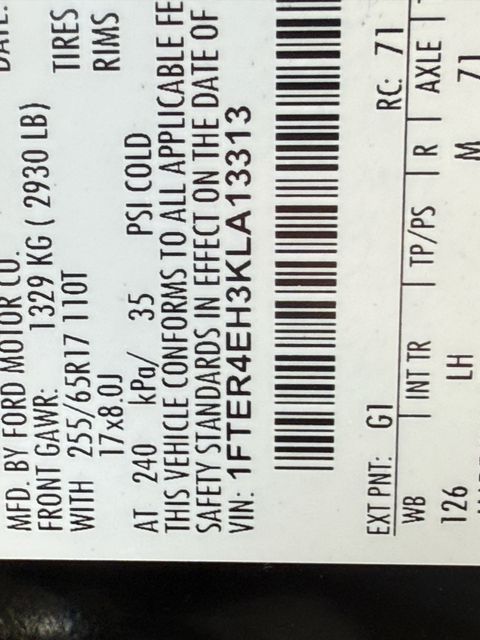 DATE:
MFD. BY FORD MOTOR CO.
FRONT GAWR: 1329 KG ( 2930 LB)
WITH 255/65R17 110T TIRES
17x8.0J RIMS
AT 240 kPa/ 35 PSI COLD
THIS VEHICLE CONFORMS TO ALL APPLICABLE FE
SAFETY STANDARDS IN EFFECT ON THE DATE OF
VIN: 1FTER4EH3KLA13313
EXT PNT: G1 RC: 71
WB INT TR TP/PS R AXLE
126 LH M 71